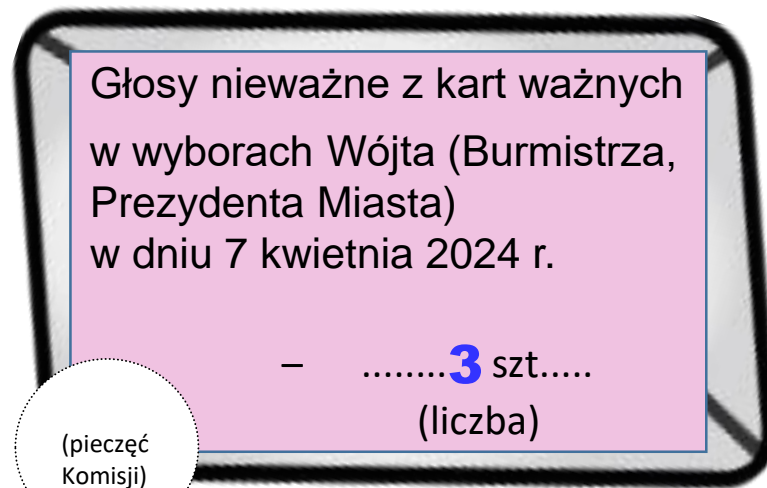 Głosy nieważne z kart ważnych
w wyborach Wójta (Burmistrza,
Prezydenta Miasta)
w dniu 7 kwietnia 2024 r.
– ........3 szt.....
(liczba)
(pieczęć
Komisji)